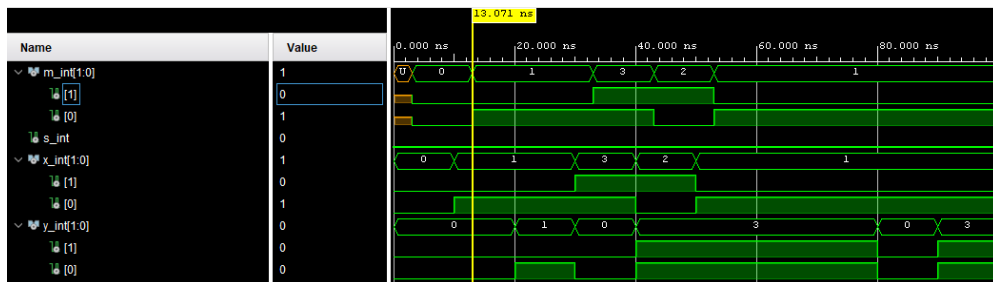 13.071 ns
Name Value 0.000 ns 20.000 ns 40.000 ns 60.000 ns 80.000 ns
m_int[1:0] 1 U 0 1 3 2 1
[1] 0
[0] 1
s_int 0
x_int[1:0] 1 0 1 3 2 1
[1] 0
[0] 1
y_int[1:0] 0 0 1 0 3 0 3
[1] 0
[0] 0